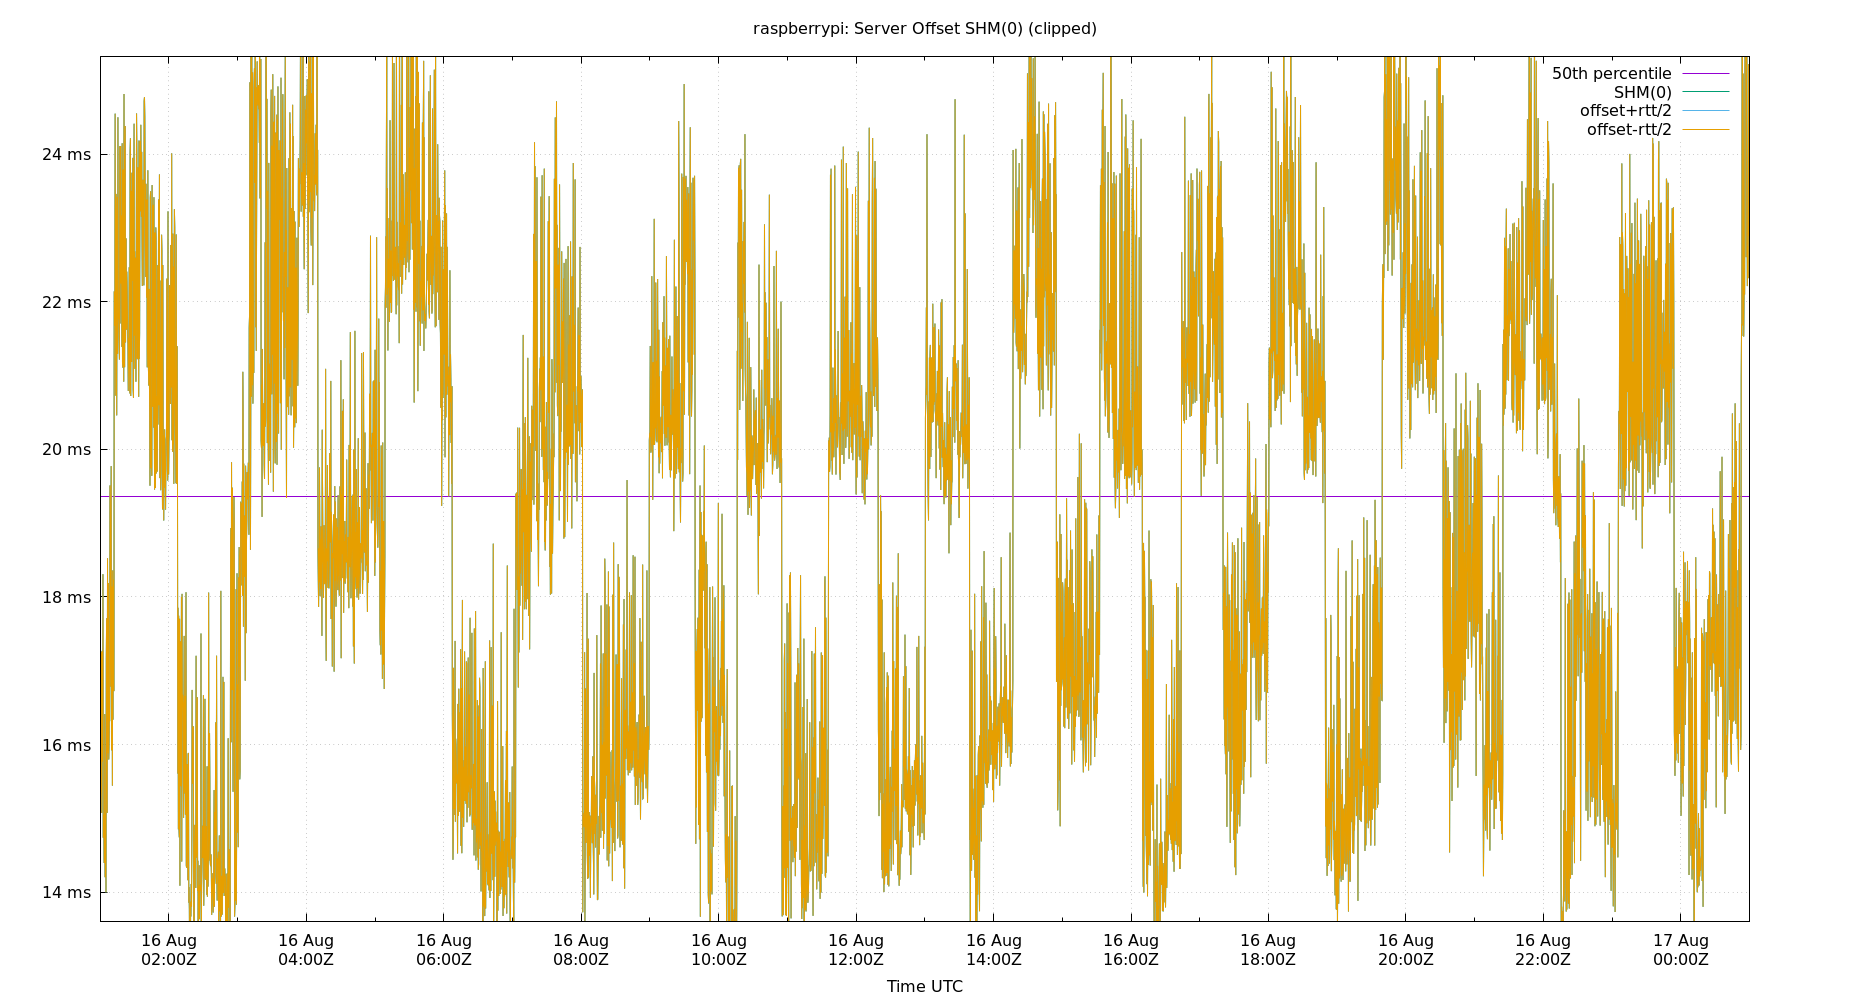 raspberrypi: Server Offset SHM(0) (clipped)
50th percentile
SHM(0)
offset+rtt/2
offset-rtt/2
24 ms
22 ms
20 ms
18 ms
16 ms
14 ms
16 Aug 16 Aug 16 Aug 16 Aug 16 Aug 16 Aug 16 Aug 16 Aug 16 Aug 16 Aug 16 Aug 17 Aug
02:00Z 04:00Z 06:00Z 08:00Z 10:00Z 12:00Z 14:00Z 16:00Z 18:00Z 20:00Z 22:00Z 00:00Z
Time UTC